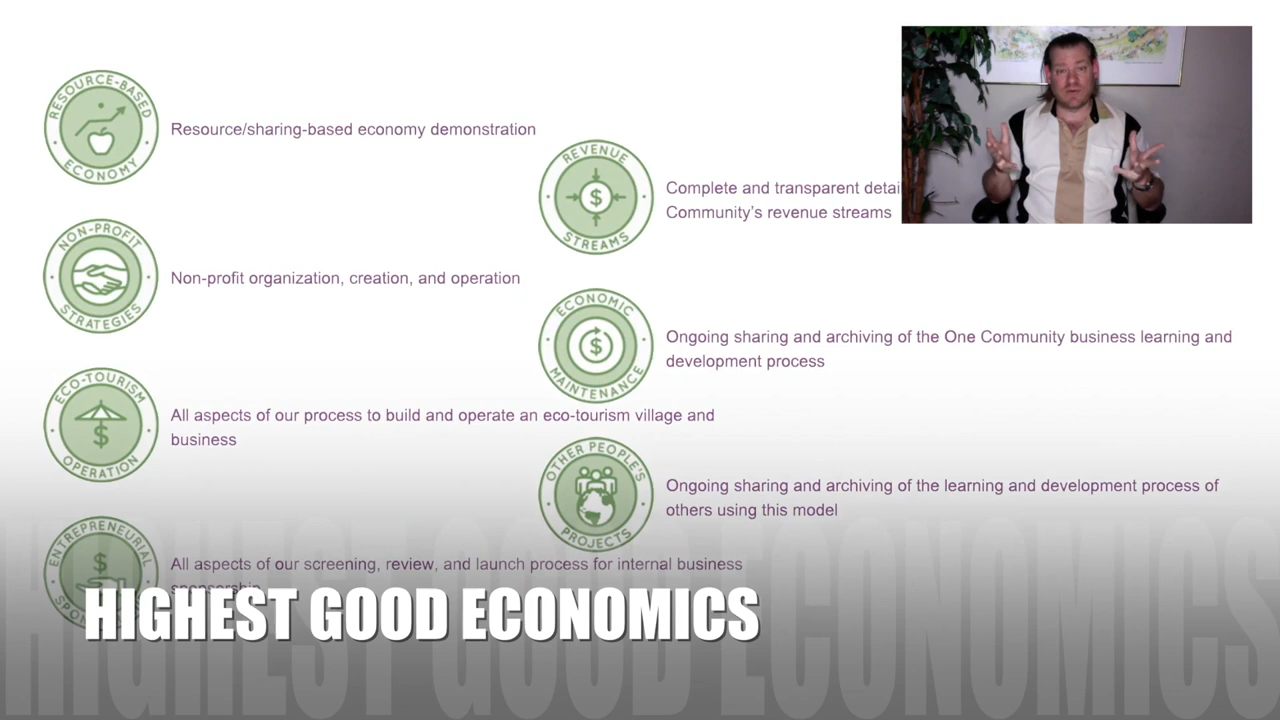 RESOURCE-BASED
ECONOMY
Resource/sharing-based economy demonstration
NON-PROFIT
STRATEGIES
Non-profit organization, creation, and operation
ECO-TOURISM
OPERATION
All aspects of our process to build and operate an eco-tourism village and
business
ENTREPRENEURIAL
All aspects of our screening, review, and launch process for internal business
sponsorship
REVENUE
STREAMS
Complete and transparent
Community's revenue streams
ECONOMIC
MAINTENANCE
Ongoing sharing and archiving of the One Community business learning and
development process
OTHER PEOPLE'S
PROJECTS
Ongoing sharing and archiving of the learning and development process of
others using this model
HIGHEST GOOD ECONOMICS
HIGHEST GOOD ECONOMICS